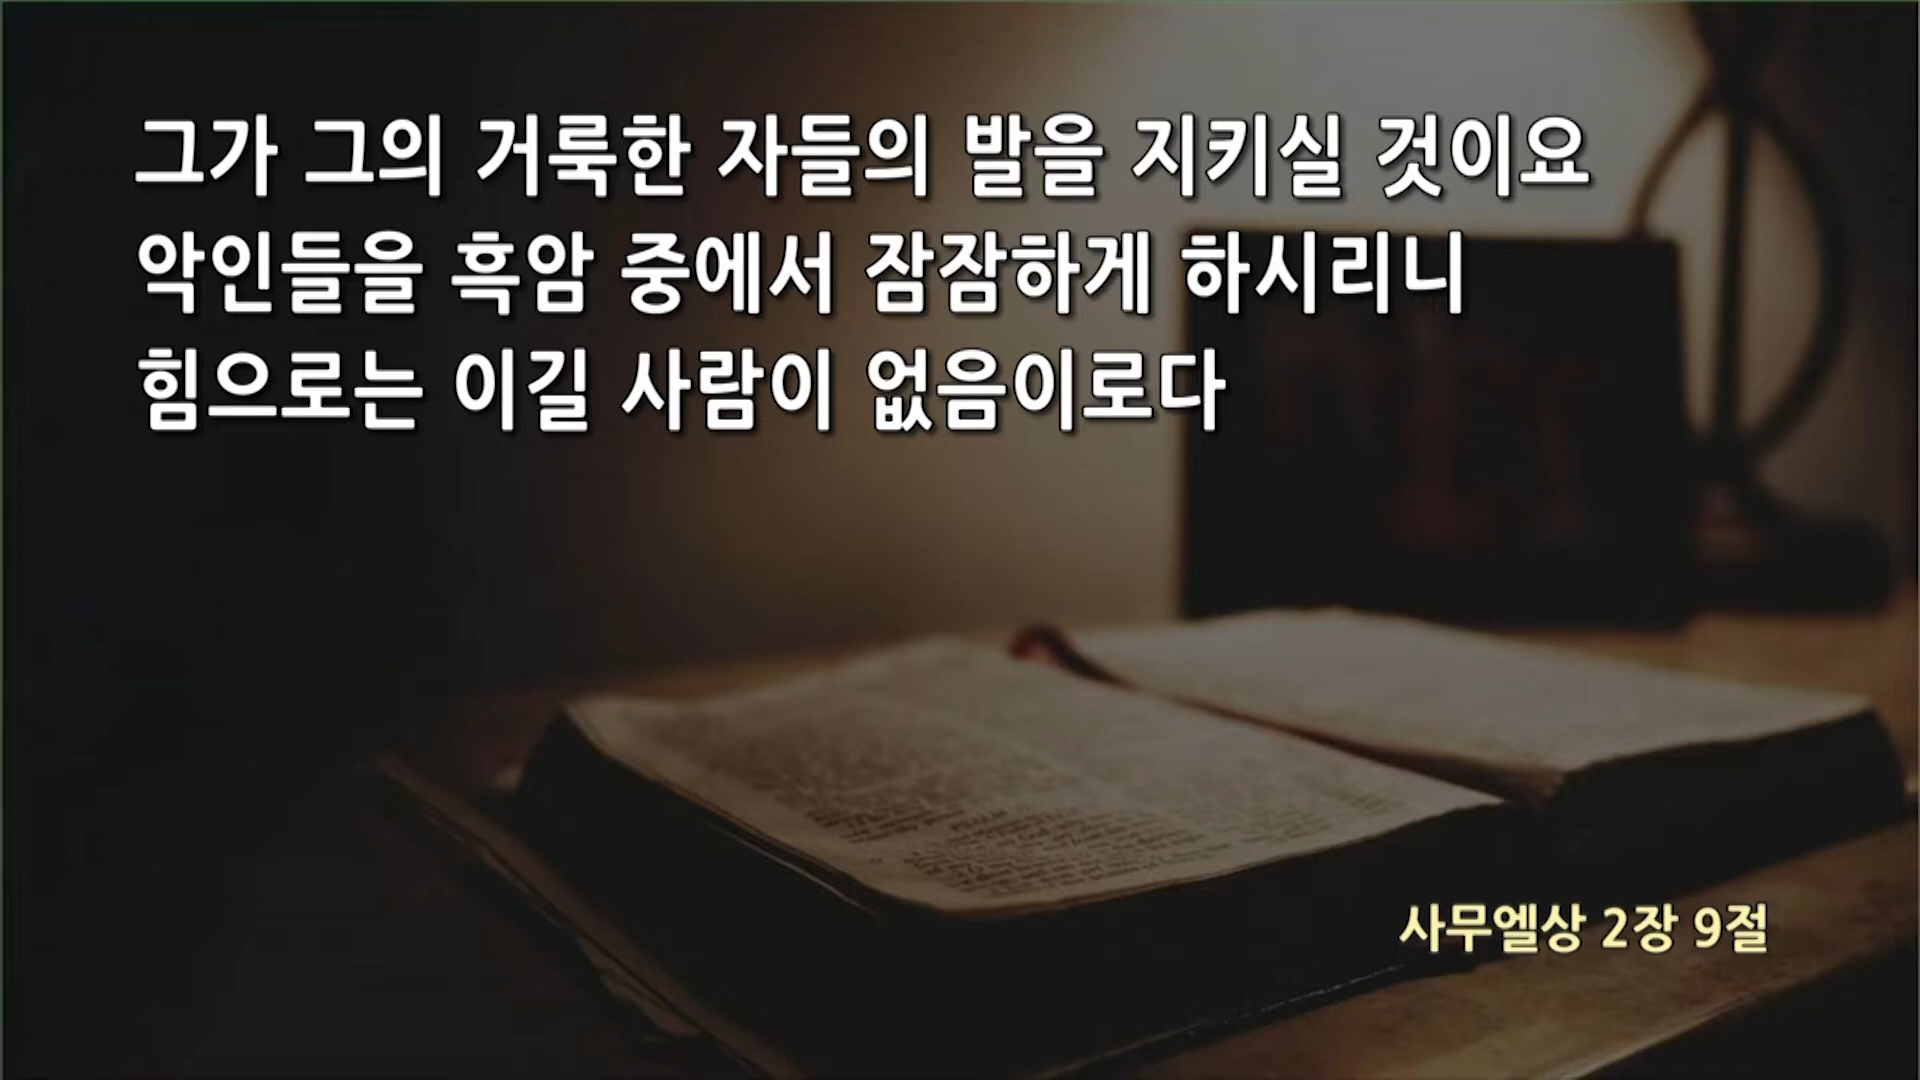 그가 그의 거룩한 자들의 발을 지키실 것이요
악인들을 흑암 중에서 잠잠하게 하시리니
힘으로는 이길 사람이 없음이로다
사무엘상 2장 9절